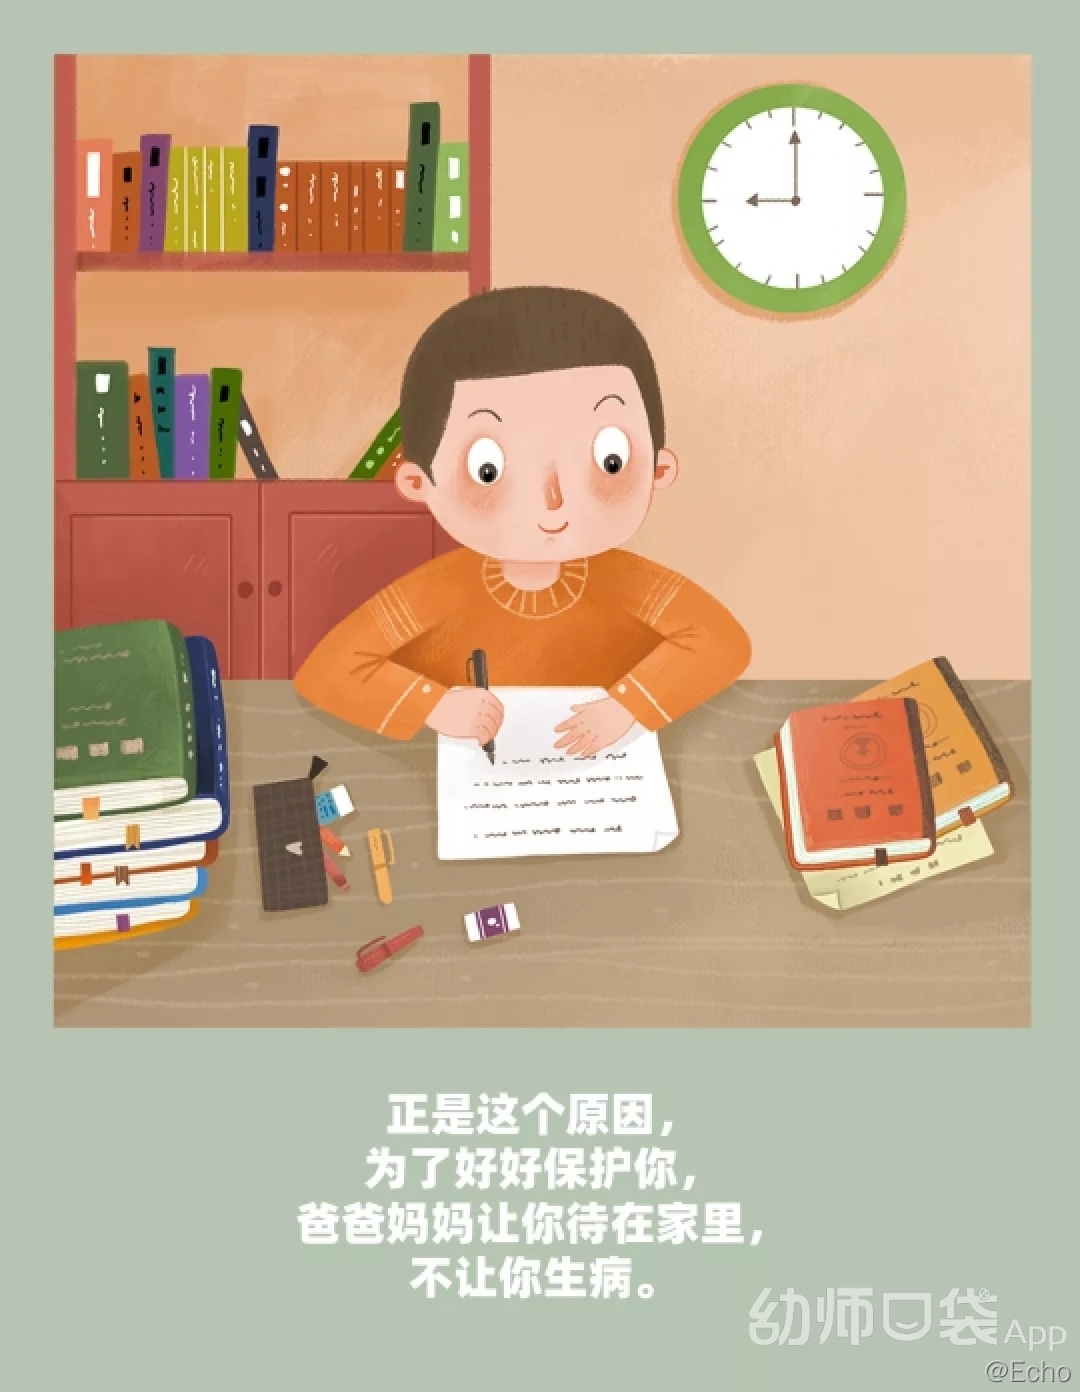 正是这个原因，
为了好好保护你，
爸爸妈妈让你待在家里，
不让你生病。
幼师口袋App
@Echo